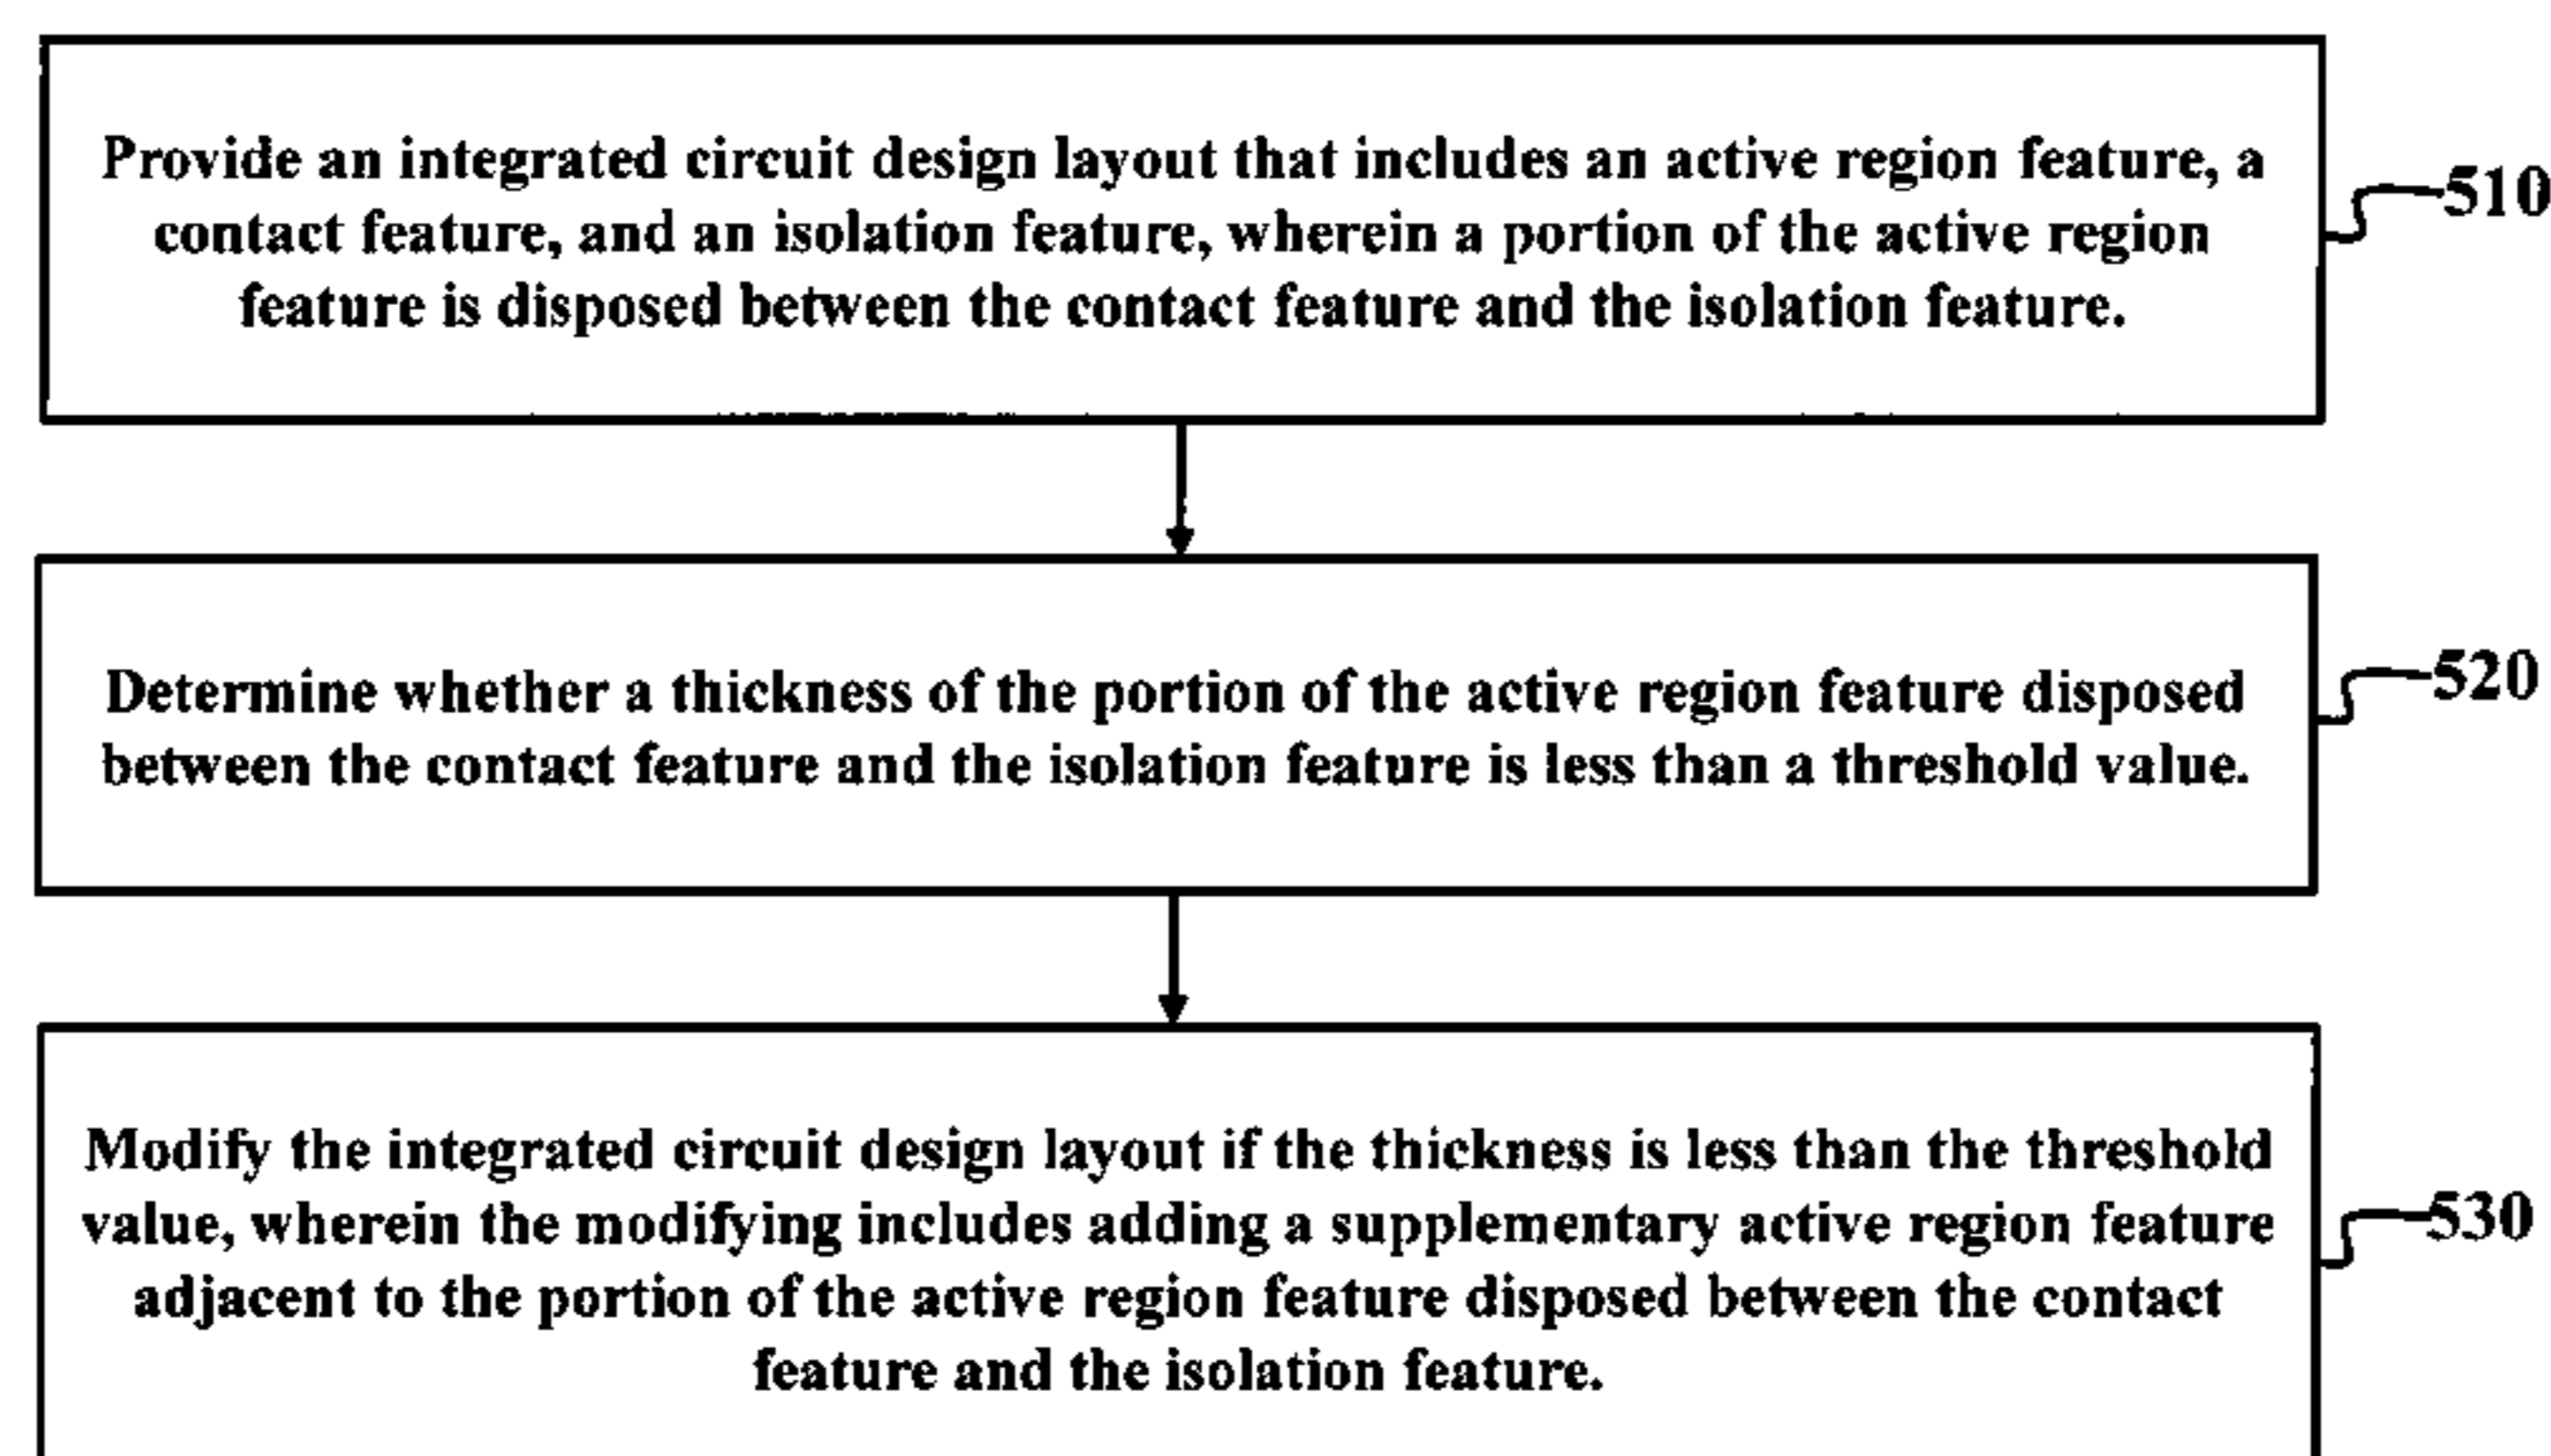 Provide an integrated circuit design layout that includes an active region feature, a
contact feature, and an isolation feature, wherein a portion of the active region
feature is disposed between the contact feature and the isolation feature.
510
Determine whether a thickness of the portion of the active region feature disposed
between the contact feature and the isolation feature is less than a threshold value.
520
Modify the integrated circuit design layout if the thickness is less than the threshold
value, wherein the modifying includes adding a supplementary active region feature
adjacent to the portion of the active region feature disposed between the contact
feature and the isolation feature.
530